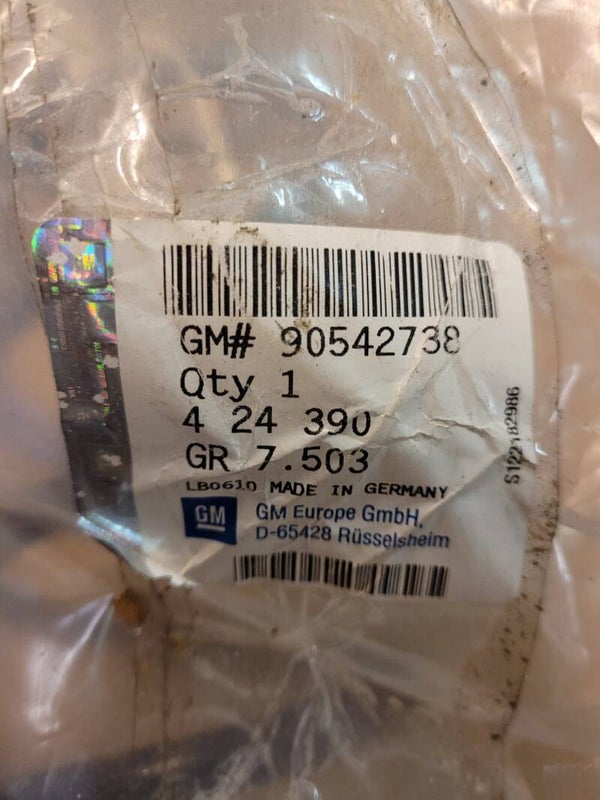 GM# 90542738
Qty 1
4 24 390
GR 7.503
LB0610 MADE IN GERMANY
GM
GM Europe GmbH,
D-65428 Rüsselsheim